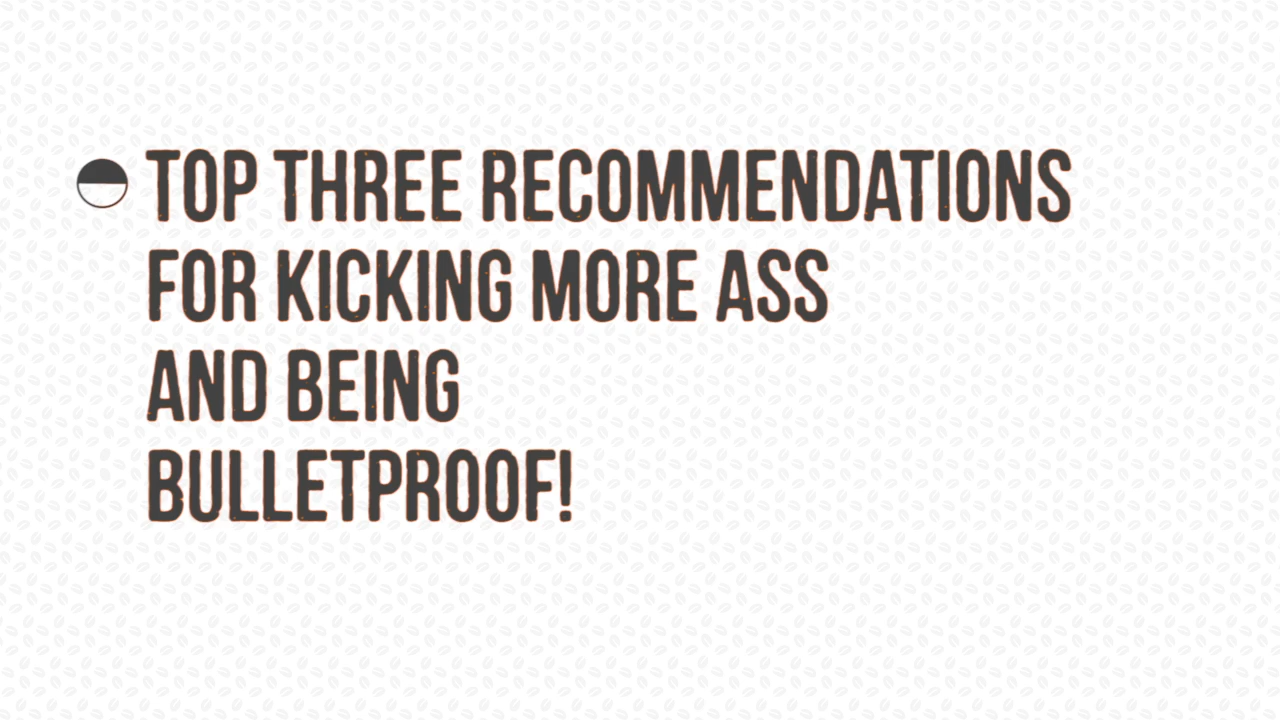 TOP THREE RECOMMENDATIONS
FOR KICKING MORE ASS
AND BEING
BULLETPROOF!